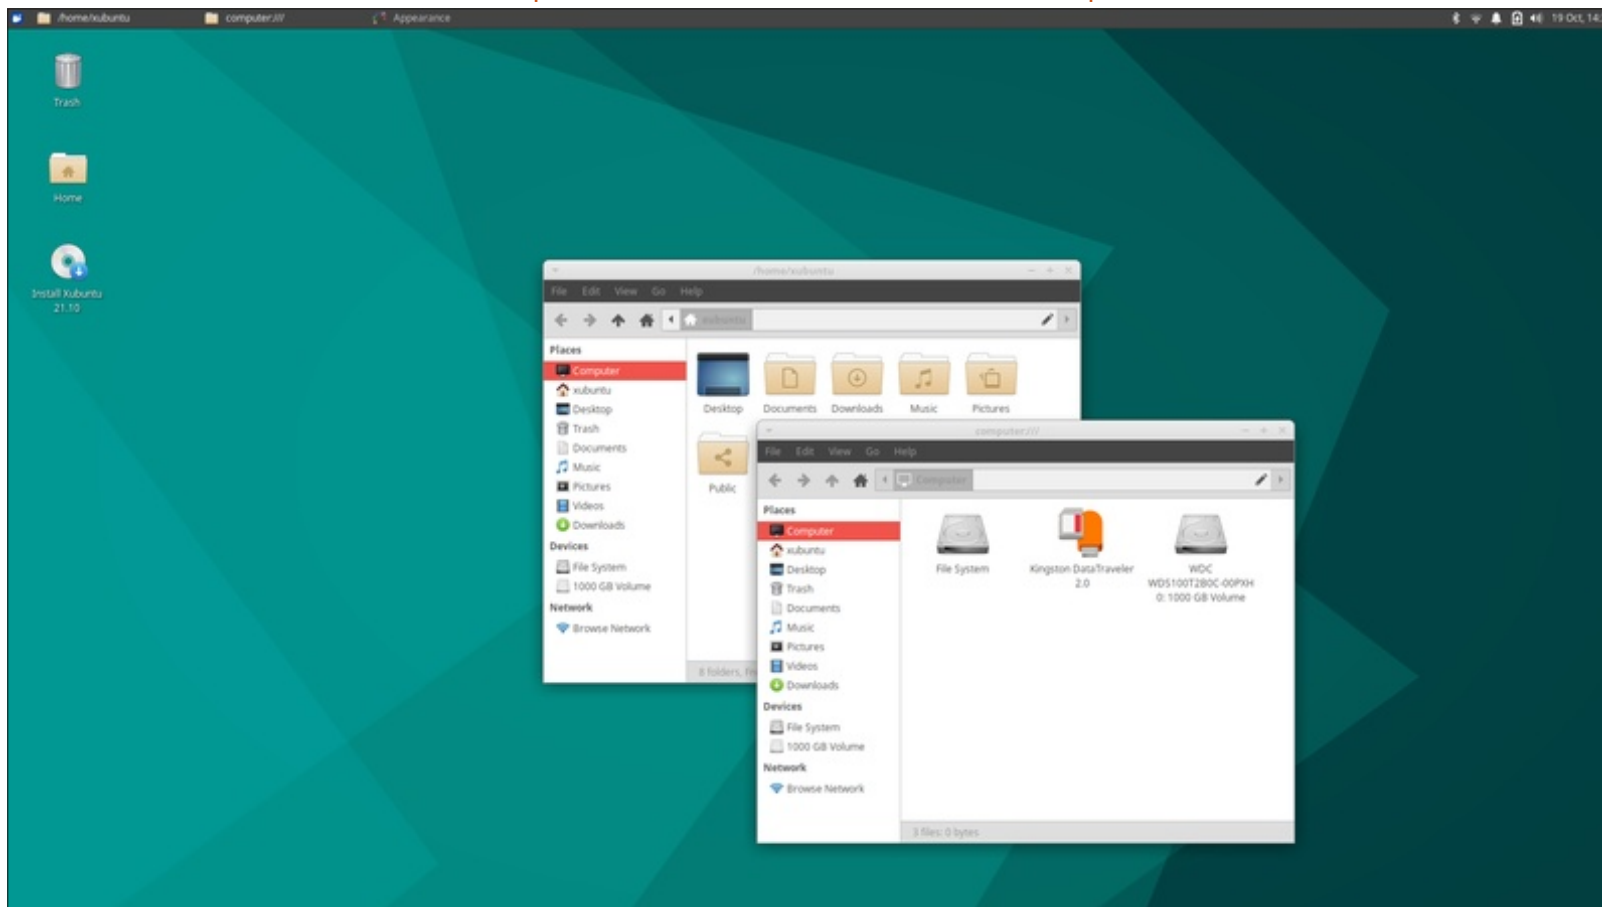 /home/xubuntu
computer:///
Appearance
19 Oct, 14:
Trash
Home
Install Xubuntu
21.10
/home/xubuntu
File Edit View Go Help
xubuntu
Places
Computer
xubuntu
Desktop
Trash
Documents
Music
Pictures
Videos
Downloads
Devices
File System
1000 GB Volume
Network
Browse Network
Desktop
Documents
Downloads
Music
Pictures
Public
8 folders,
computer:///
File Edit View Go Help
Computer
Places
Computer
xubuntu
Desktop
Trash
Documents
Music
Pictures
Videos
Downloads
Devices
File System
1000 GB Volume
Network
Browse Network
File System
Kingston DataTraveler
2.0
WDC
WDS100T2B0C-00PXH
0: 1000 GB Volume
3 files: 0 bytes